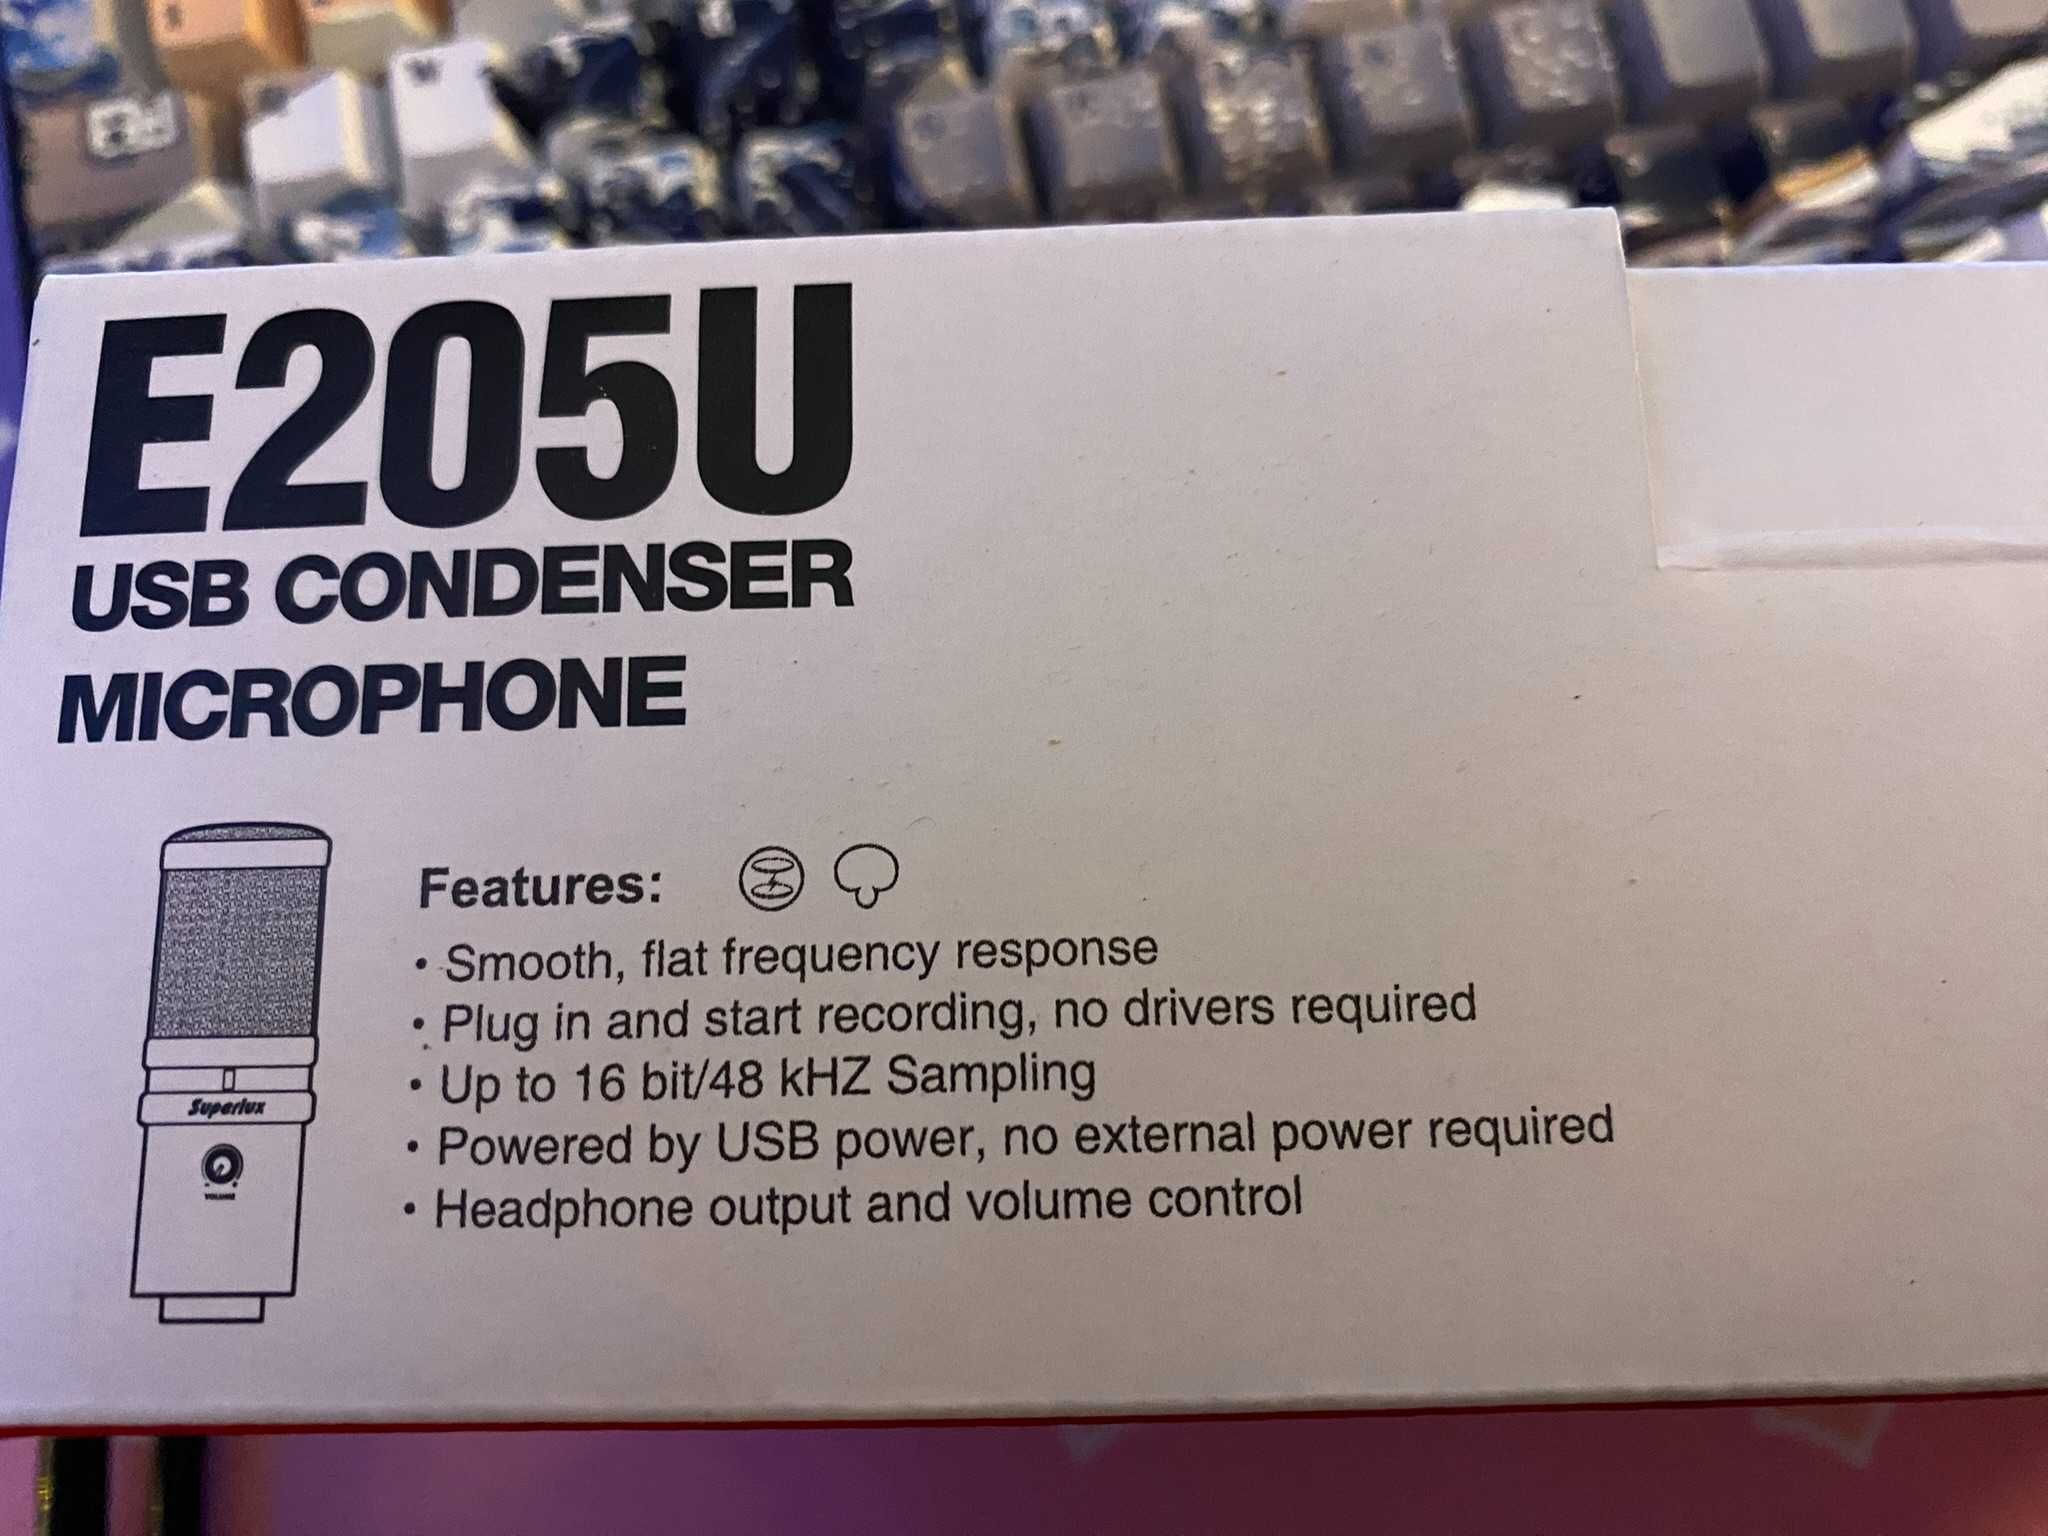 E205U
USB CONDENSER
MICROPHONE
Features:
• Smooth, flat frequency response
• Plug in and start recording, no drivers required
• Up to 16 bit/48 kHZ Sampling
• Powered by USB power, no external power required
• Headphone output and volume control
Superlux
VOLUME